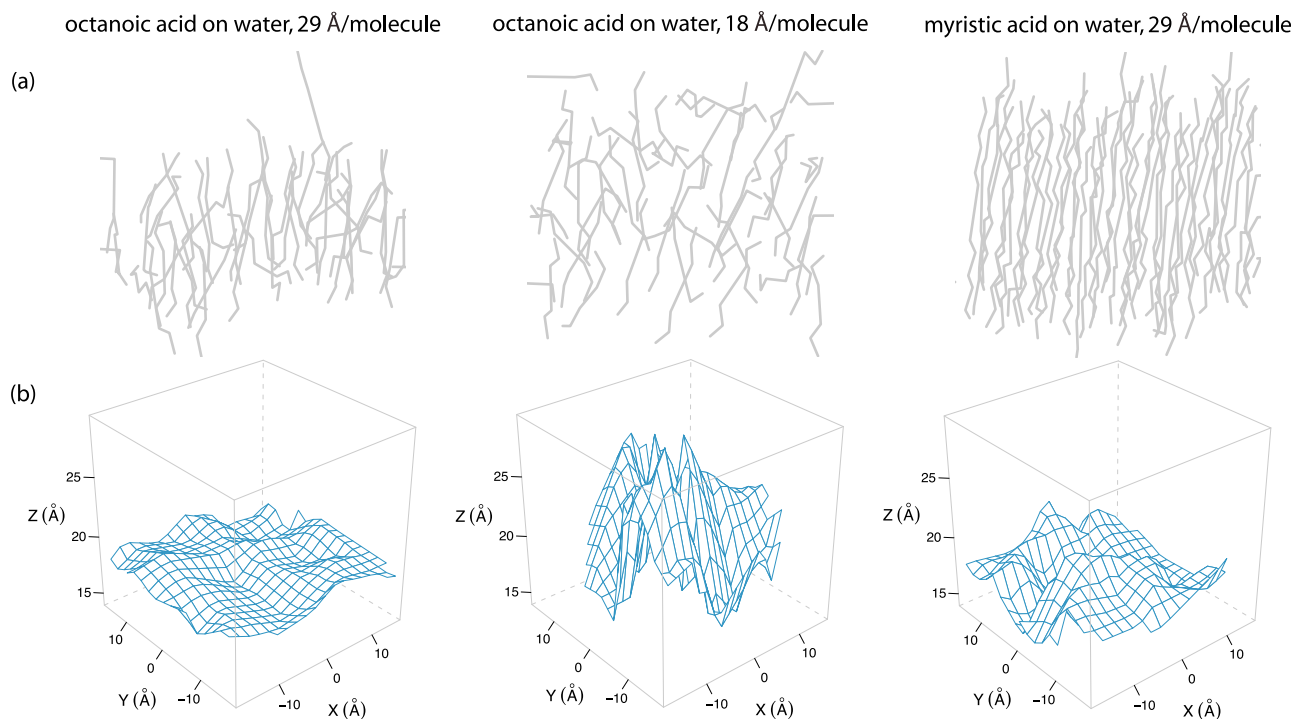 octanoic acid on water, 29 Å/molecule
octanoic acid on water, 18 Å/molecule
myristic acid on water, 29 Å/molecule
(a)
(b)
25
Z (Å)
20
15
10
0
Y (Å)
−10
−10
X (Å)
0
10
25
Z (Å)
20
15
10
0
Y (Å)
−10
−10
X (Å)
0
10
25
Z (Å)
20
15
10
0
Y (Å)
−10
−10
X (Å)
0
10